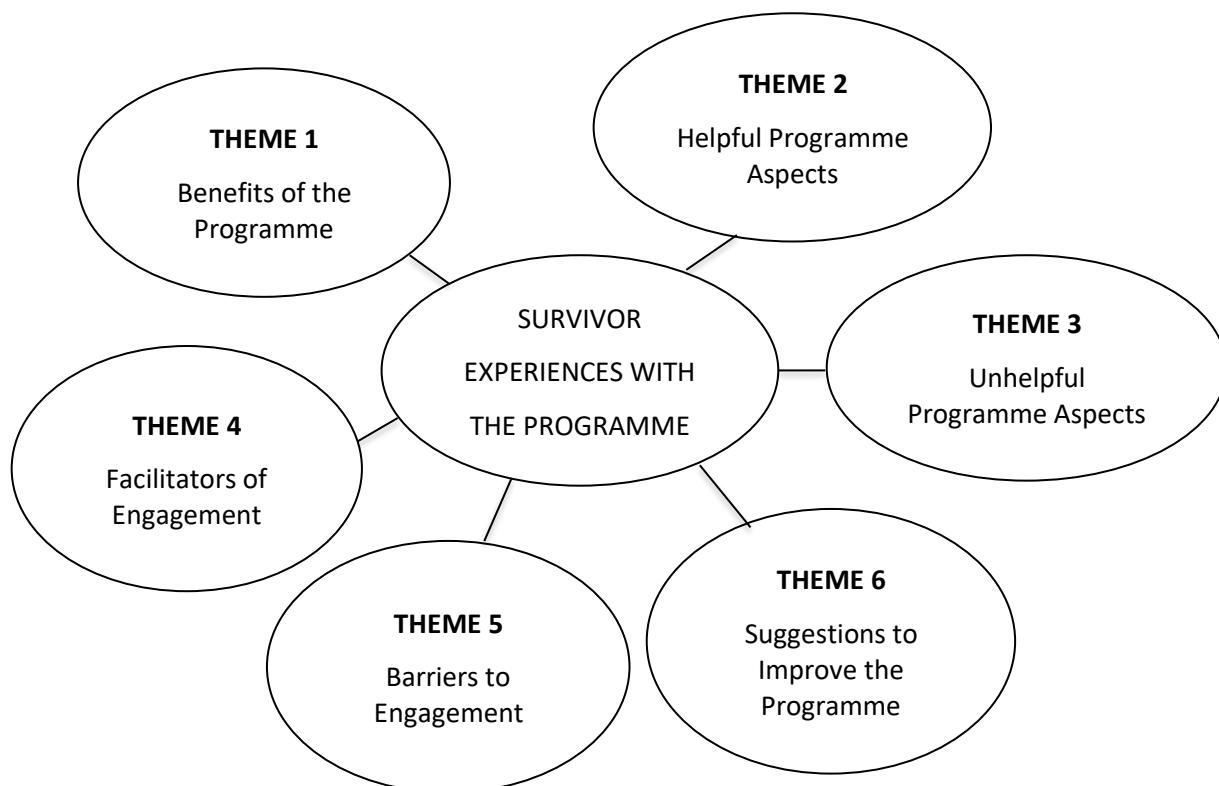 THEME 1
Benefits of the
Programme
THEME 2
Helpful Programme
Aspects
SURVIVOR
EXPERIENCES WITH
THE PROGRAMME
THEME 3
Unhelpful
Programme Aspects
THEME 4
Facilitators of
Engagement
THEME 5
Barriers to
Engagement
THEME 6
Suggestions to
Improve the
Programme